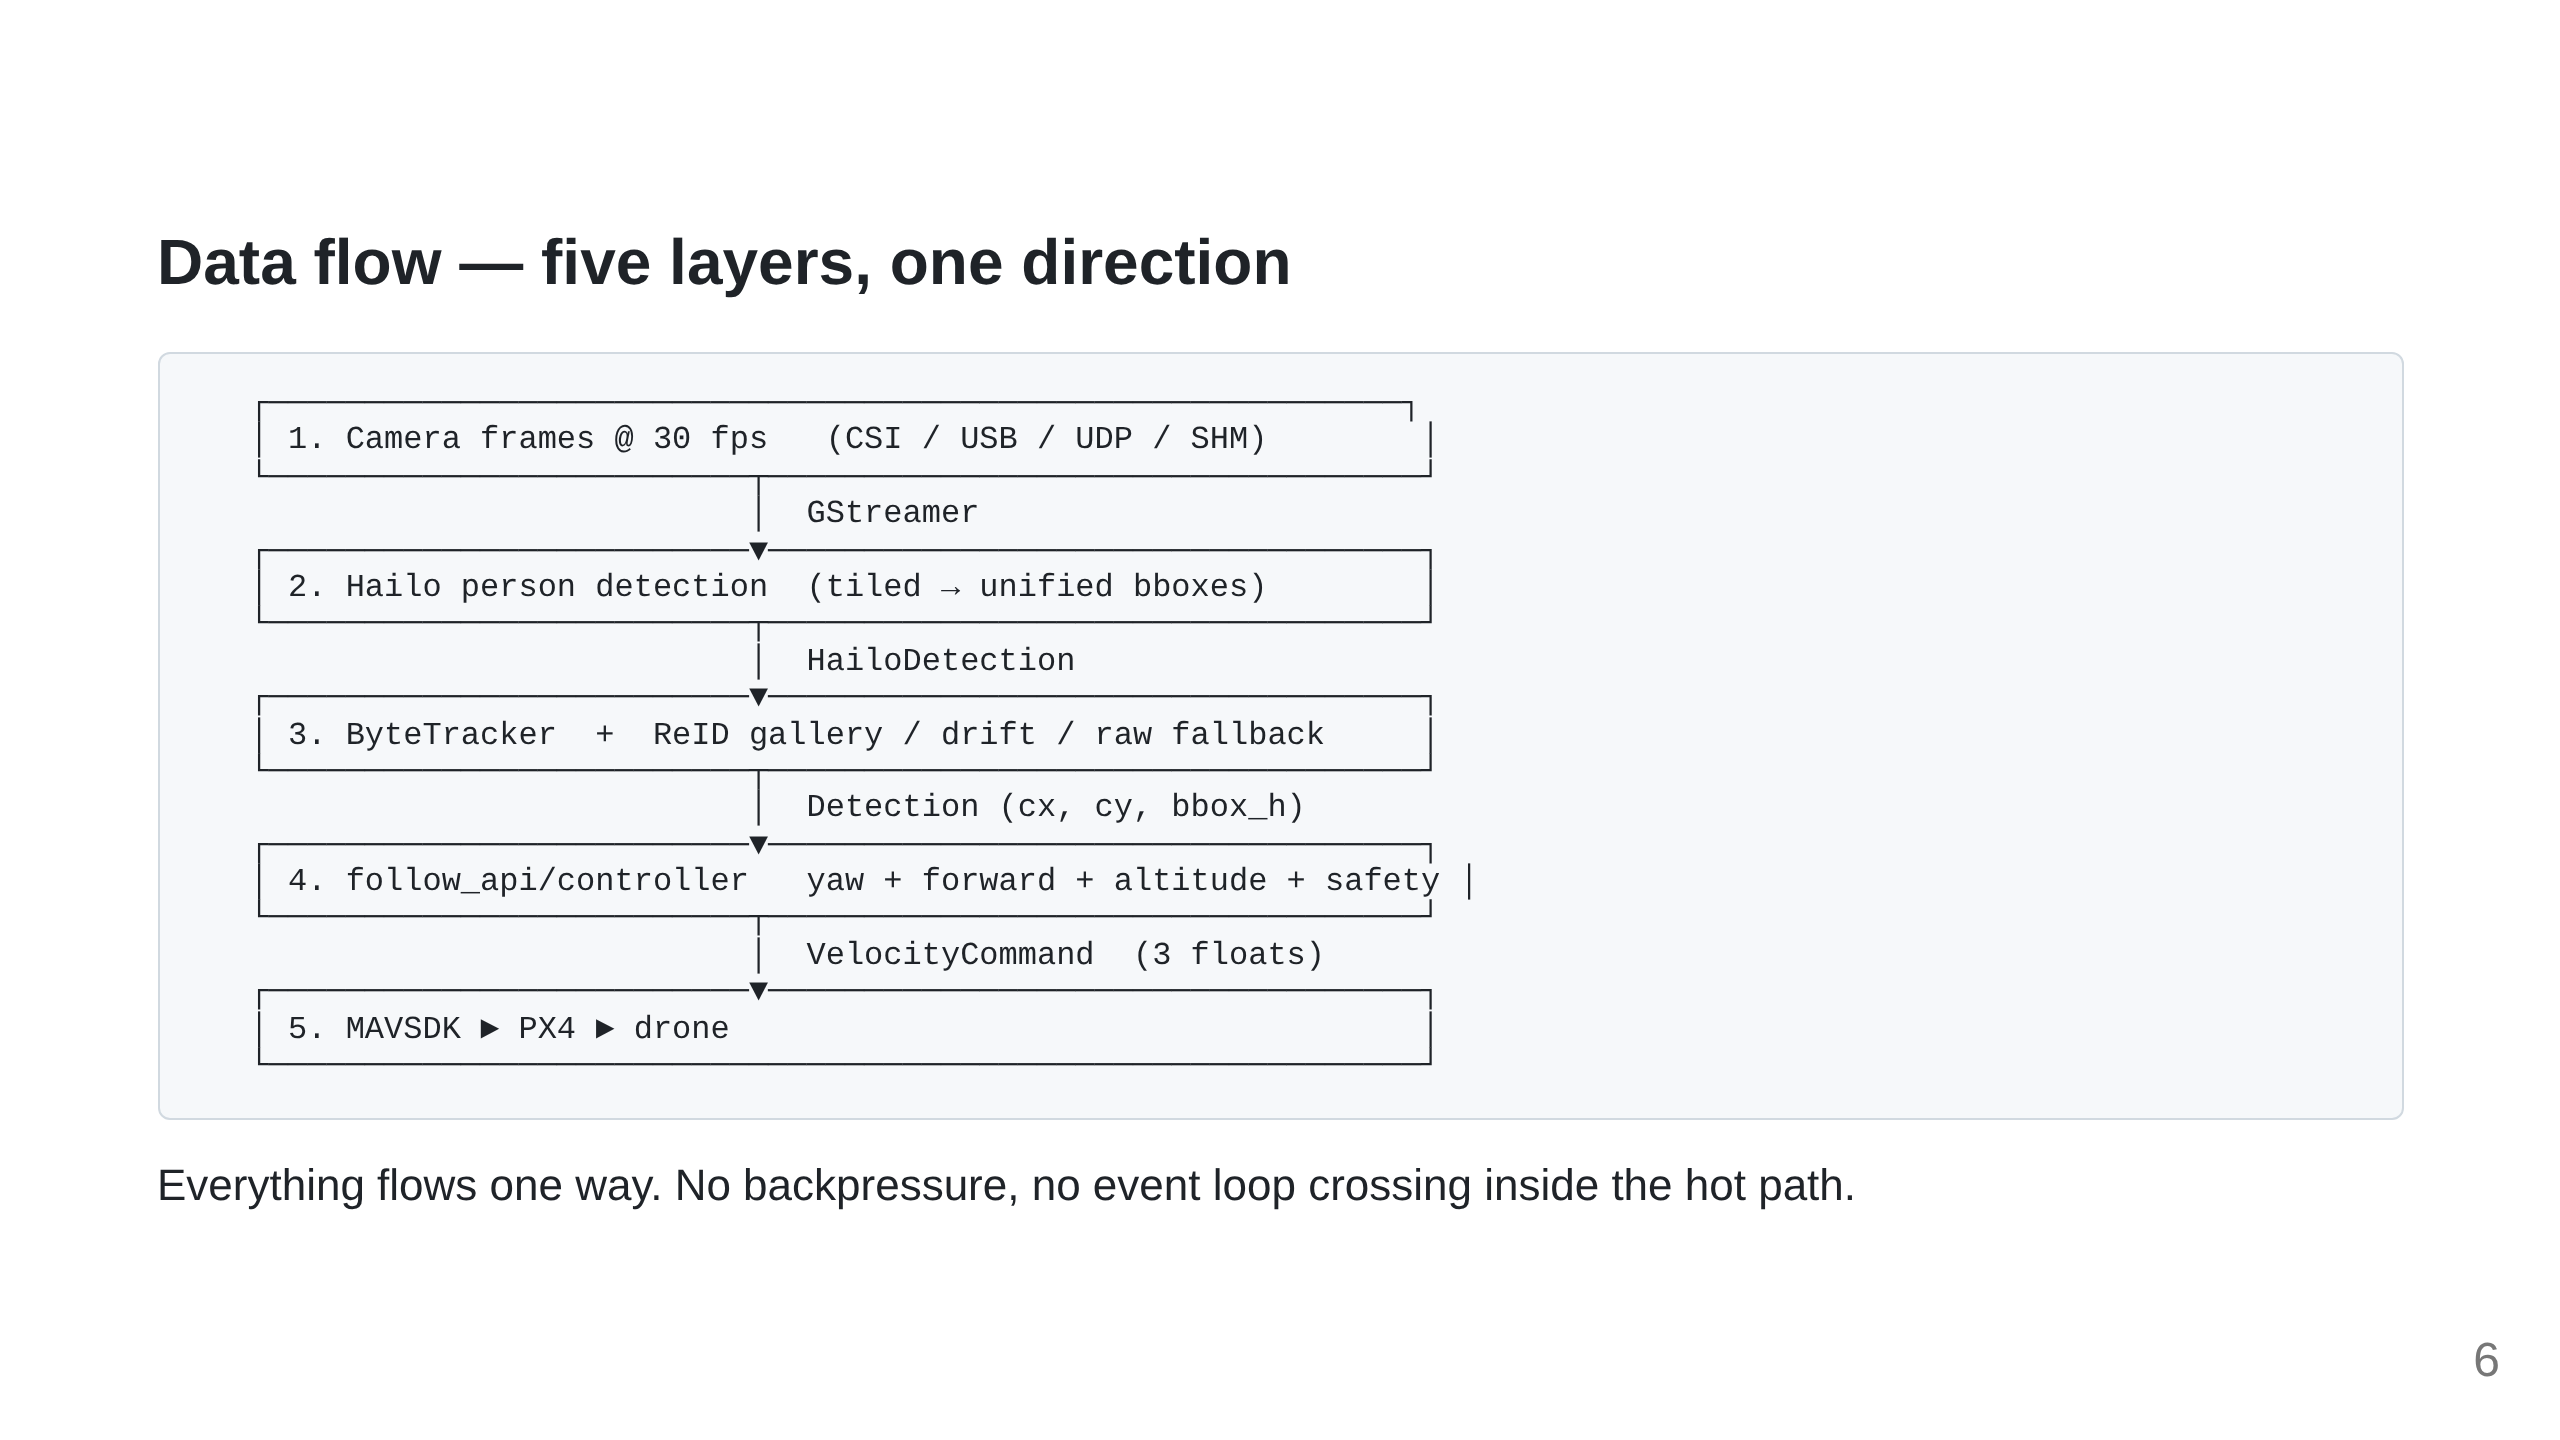 Data flow — five layers, one direction
1. Camera frames @ 30 fps   (CSI / USB / UDP / SHM)
GStreamer
2. Hailo person detection  (tiled → unified bboxes)
HailoDetection
3. ByteTracker  +  ReID gallery / drift / raw fallback
Detection (cx, cy, bbox_h)
4. follow_api/controller   yaw + forward + altitude + safety
VelocityCommand  (3 floats)
5. MAVSDK ► PX4 ► drone
Everything flows one way. No backpressure, no event loop crossing inside the hot path.
6